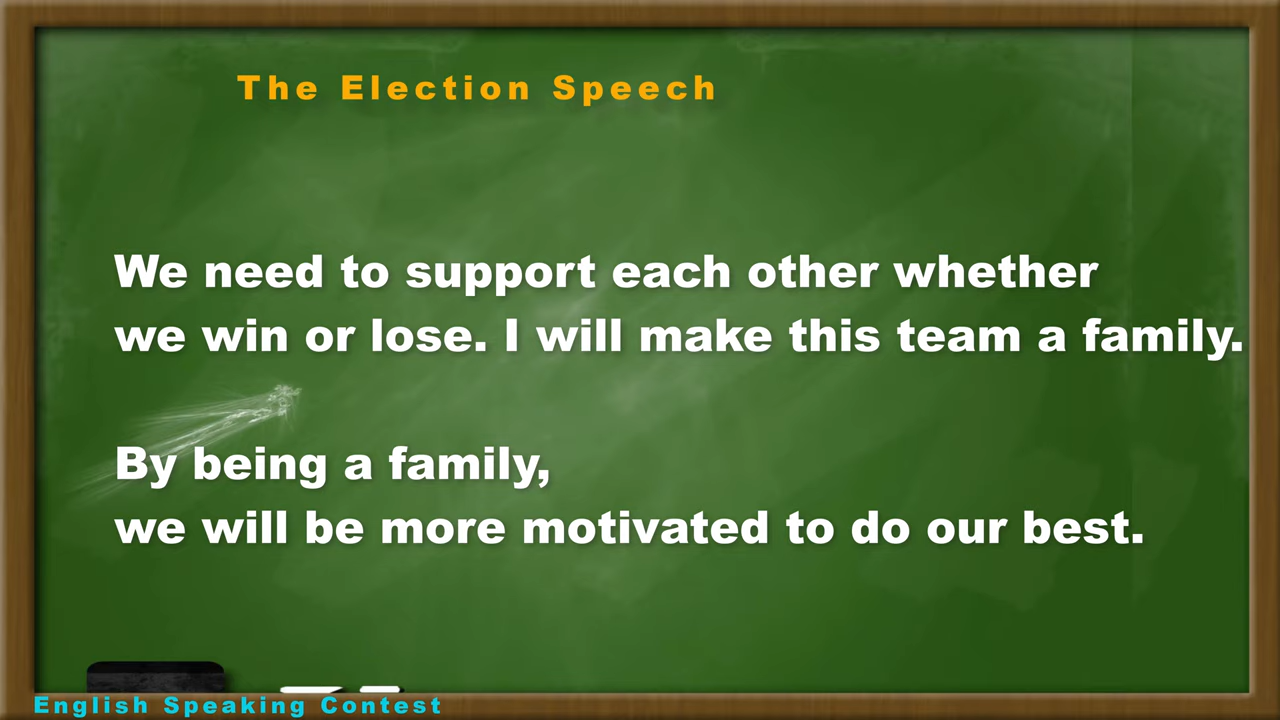 The Election Speech
We need to support each other whether
we win or lose. I will make this team a family.
By being a family,
we will be more motivated to do our best.
English Speaking Contest